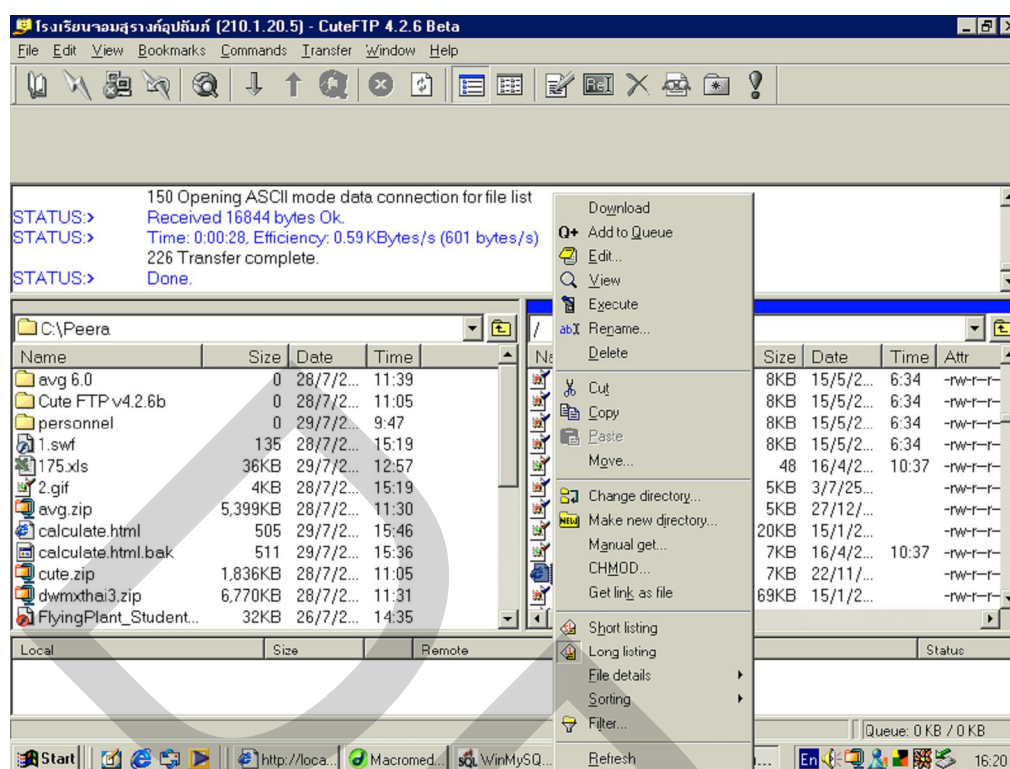 โรงเรียนจอมสุรางค์อุปถัมภ์ (210.1.20.5) - CuteFTP 4.2.6 Beta
File Edit View Bookmarks Commands Transfer Window Help
150 Opening ASCII mode data connection for file list
STATUS:> Received 16844 bytes Ok.
STATUS:> Time: 0:00:28, Efficiency: 0.59 KBytes/s (601 bytes/s)
226 Transfer complete.
STATUS:> Done.
Download
Q+ Add to Queue
Edit...
View
Execute
abI Rename...
Delete
Cut
Copy
Paste
Move...
Change directory...
NEW Make new directory...
Manual get...
CHMOD...
Get link as file
Short listing
Long listing
File details
Sorting
Filter...
Refresh
C:\Peera
Name Size Date Time
avg 6.0 0 28/7/2... 11:39
Cute FTP v4.2.6b 0 28/7/2... 11:05
personnel 0 29/7/2... 9:47
1.swf 135 28/7/2... 15:19
175.xls 36KB 29/7/2... 12:57
2.gif 4KB 28/7/2... 15:19
avg.zip 5,399KB 28/7/2... 11:30
calculate.html 505 29/7/2... 15:46
calculate.html.bak 511 29/7/2... 15:36
cute.zip 1,836KB 28/7/2... 11:05
dwmxthai3.zip 6,770KB 28/7/2... 11:31
FlyingPlant_Student... 32KB 26/7/2... 14:35
/
Size Date Time Attr
8KB 15/5/2... 6:34 -rw-r--r--
8KB 15/5/2... 6:34 -rw-r--r--
8KB 15/5/2... 6:34 -rw-r--r--
8KB 15/5/2... 6:34 -rw-r--r--
48 16/4/2... 10:37 -rw-r--r--
5KB 3/7/25... -rw-r--r--
5KB 27/12/... -rw-r--r--
20KB 15/1/2... -rw-r--r--
7KB 16/4/2... 10:37 -rw-r--r--
7KB 22/11/... -rw-r--r--
69KB 15/1/2... -rw-r--r--
Local Size Remote Status
Queue: 0 KB / 0 KB
Start http://loca... Macromed... SQL WinMySQ... En 16:20